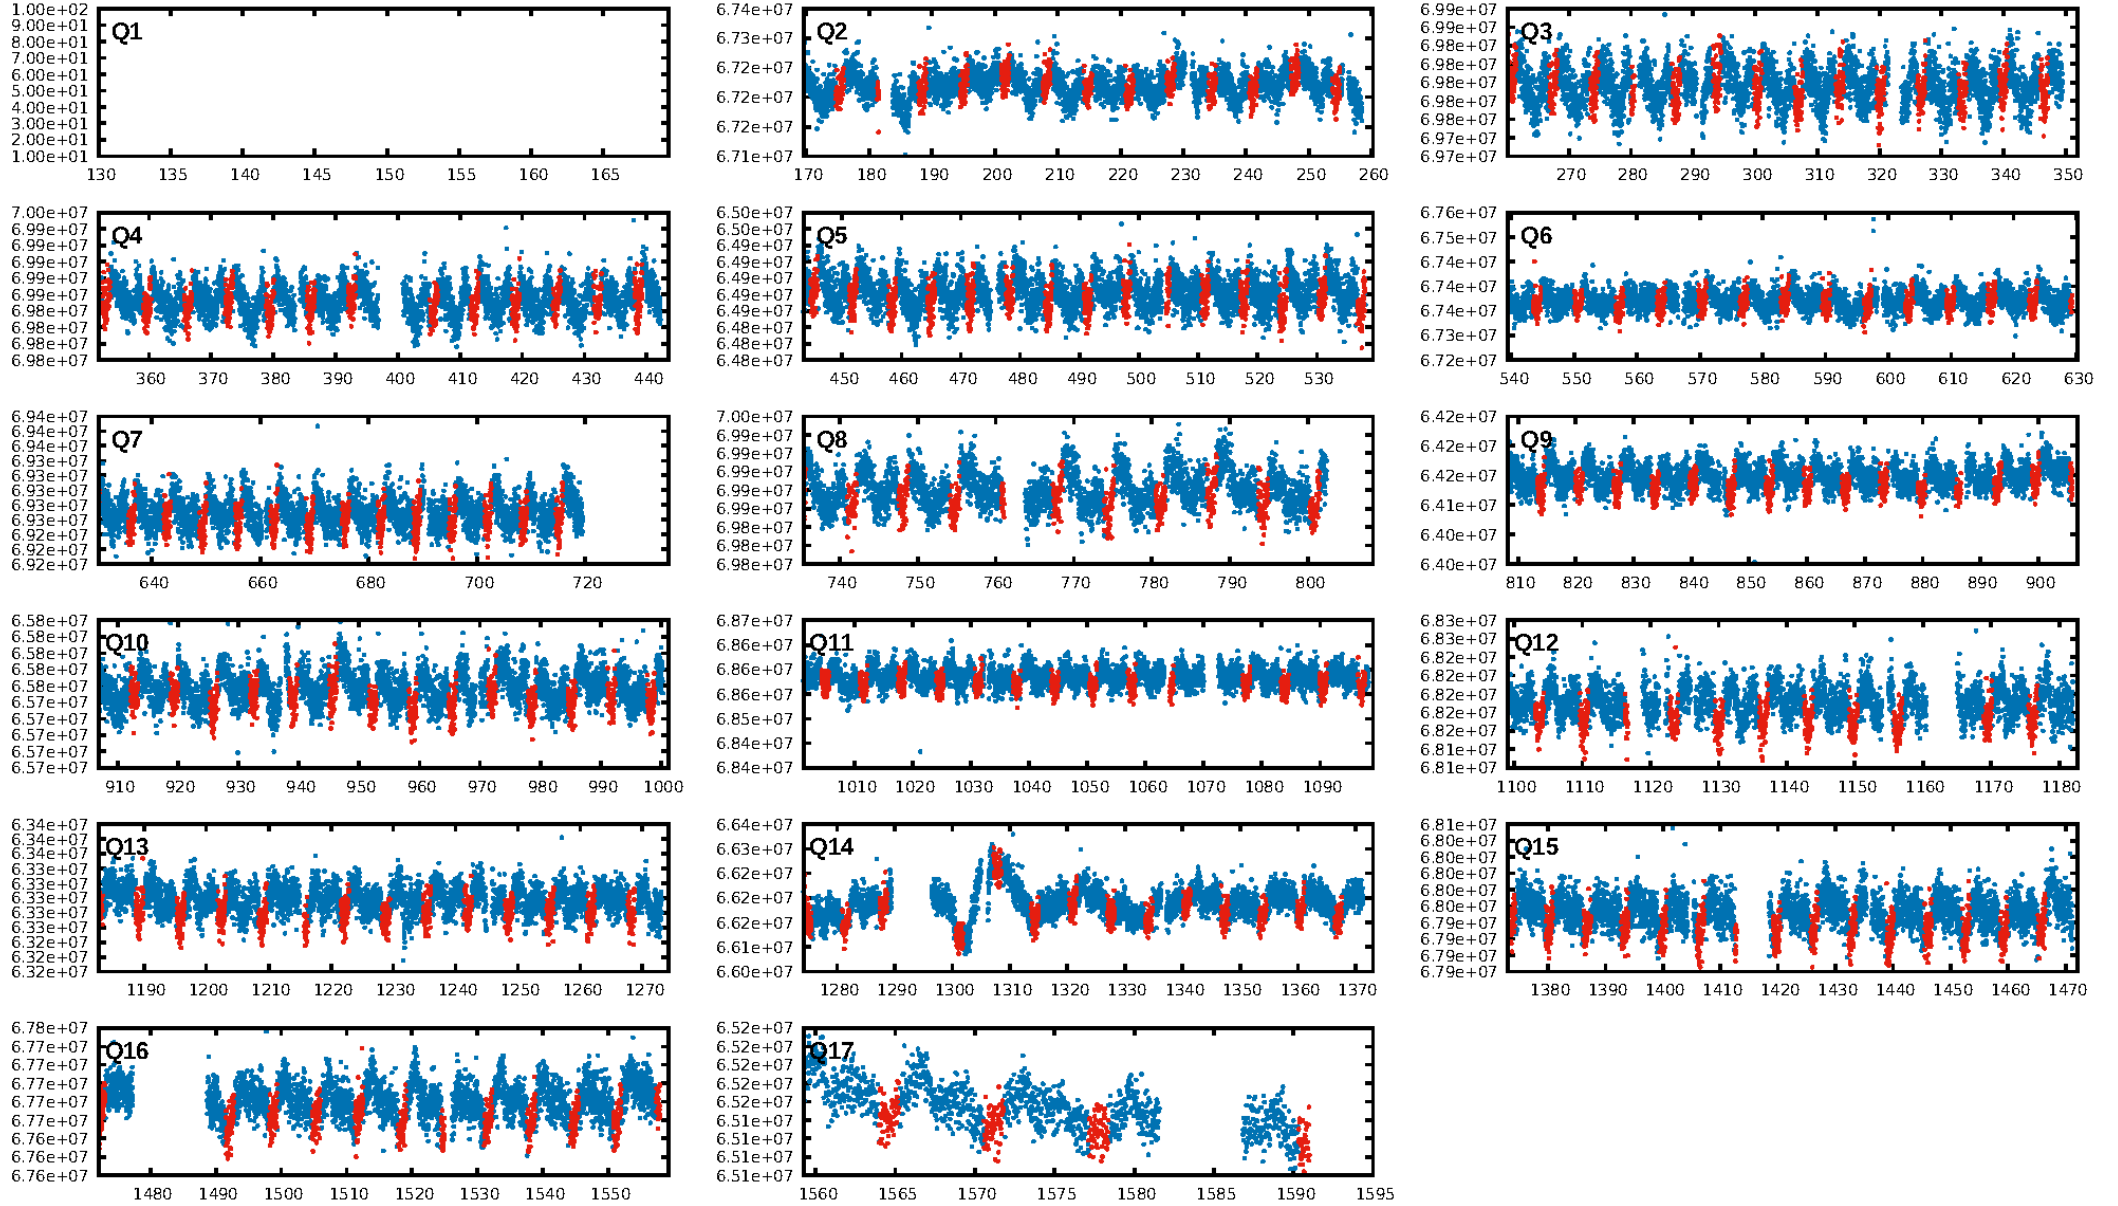 Q1
1.00e+02
9.00e+01
8.00e+01
7.00e+01
6.00e+01
5.00e+01
4.00e+01
3.00e+01
2.00e+01
1.00e+01
130 135 140 145 150 155 160 165
Q2
6.74e+07
6.73e+07
6.72e+07
6.72e+07
6.72e+07
6.71e+07
170 180 190 200 210 220 230 240 250 260
Q3
6.99e+07
6.99e+07
6.98e+07
6.98e+07
6.98e+07
6.98e+07
6.98e+07
6.97e+07
6.97e+07
270 280 290 300 310 320 330 340 350
Q4
7.00e+07
6.99e+07
6.99e+07
6.99e+07
6.99e+07
6.99e+07
6.98e+07
6.98e+07
6.98e+07
6.98e+07
360 370 380 390 400 410 420 430 440
Q5
6.50e+07
6.50e+07
6.49e+07
6.49e+07
6.49e+07
6.49e+07
6.49e+07
6.48e+07
6.48e+07
6.48e+07
450 460 470 480 490 500 510 520 530
Q6
6.76e+07
6.75e+07
6.74e+07
6.74e+07
6.74e+07
6.73e+07
6.72e+07
540 550 560 570 580 590 600 610 620 630
Q7
6.94e+07
6.94e+07
6.94e+07
6.93e+07
6.93e+07
6.93e+07
6.93e+07
6.93e+07
6.92e+07
6.92e+07
640 660 680 700 720
Q8
7.00e+07
6.99e+07
6.99e+07
6.99e+07
6.99e+07
6.99e+07
6.98e+07
6.98e+07
6.98e+07
740 750 760 770 780 790 800
Q9
6.42e+07
6.42e+07
6.41e+07
6.41e+07
6.40e+07
6.40e+07
810 820 830 840 850 860 870 880 890 900
Q10
6.58e+07
6.58e+07
6.58e+07
6.58e+07
6.58e+07
6.57e+07
6.57e+07
6.57e+07
6.57e+07
6.57e+07
910 920 930 940 950 960 970 980 990 1000
Q11
6.87e+07
6.86e+07
6.86e+07
6.86e+07
6.85e+07
6.84e+07
6.84e+07
1010 1020 1030 1040 1050 1060 1070 1080 1090
Q12
6.83e+07
6.83e+07
6.82e+07
6.82e+07
6.82e+07
6.82e+07
6.82e+07
6.81e+07
6.81e+07
1100 1110 1120 1130 1140 1150 1160 1170 1180
Q13
6.34e+07
6.34e+07
6.34e+07
6.33e+07
6.33e+07
6.33e+07
6.33e+07
6.33e+07
6.32e+07
6.32e+07
1190 1200 1210 1220 1230 1240 1250 1260 1270
Q14
6.64e+07
6.63e+07
6.62e+07
6.62e+07
6.62e+07
6.61e+07
6.60e+07
1280 1290 1300 1310 1320 1330 1340 1350 1360 1370
Q15
6.81e+07
6.80e+07
6.80e+07
6.80e+07
6.80e+07
6.80e+07
6.79e+07
6.79e+07
6.79e+07
6.79e+07
1380 1390 1400 1410 1420 1430 1440 1450 1460 1470
Q16
6.78e+07
6.77e+07
6.77e+07
6.77e+07
6.77e+07
6.77e+07
6.76e+07
6.76e+07
6.76e+07
1480 1490 1500 1510 1520 1530 1540 1550
Q17
6.52e+07
6.52e+07
6.52e+07
6.52e+07
6.52e+07
6.51e+07
6.51e+07
6.51e+07
6.51e+07
1560 1565 1570 1575 1580 1585 1590 1595